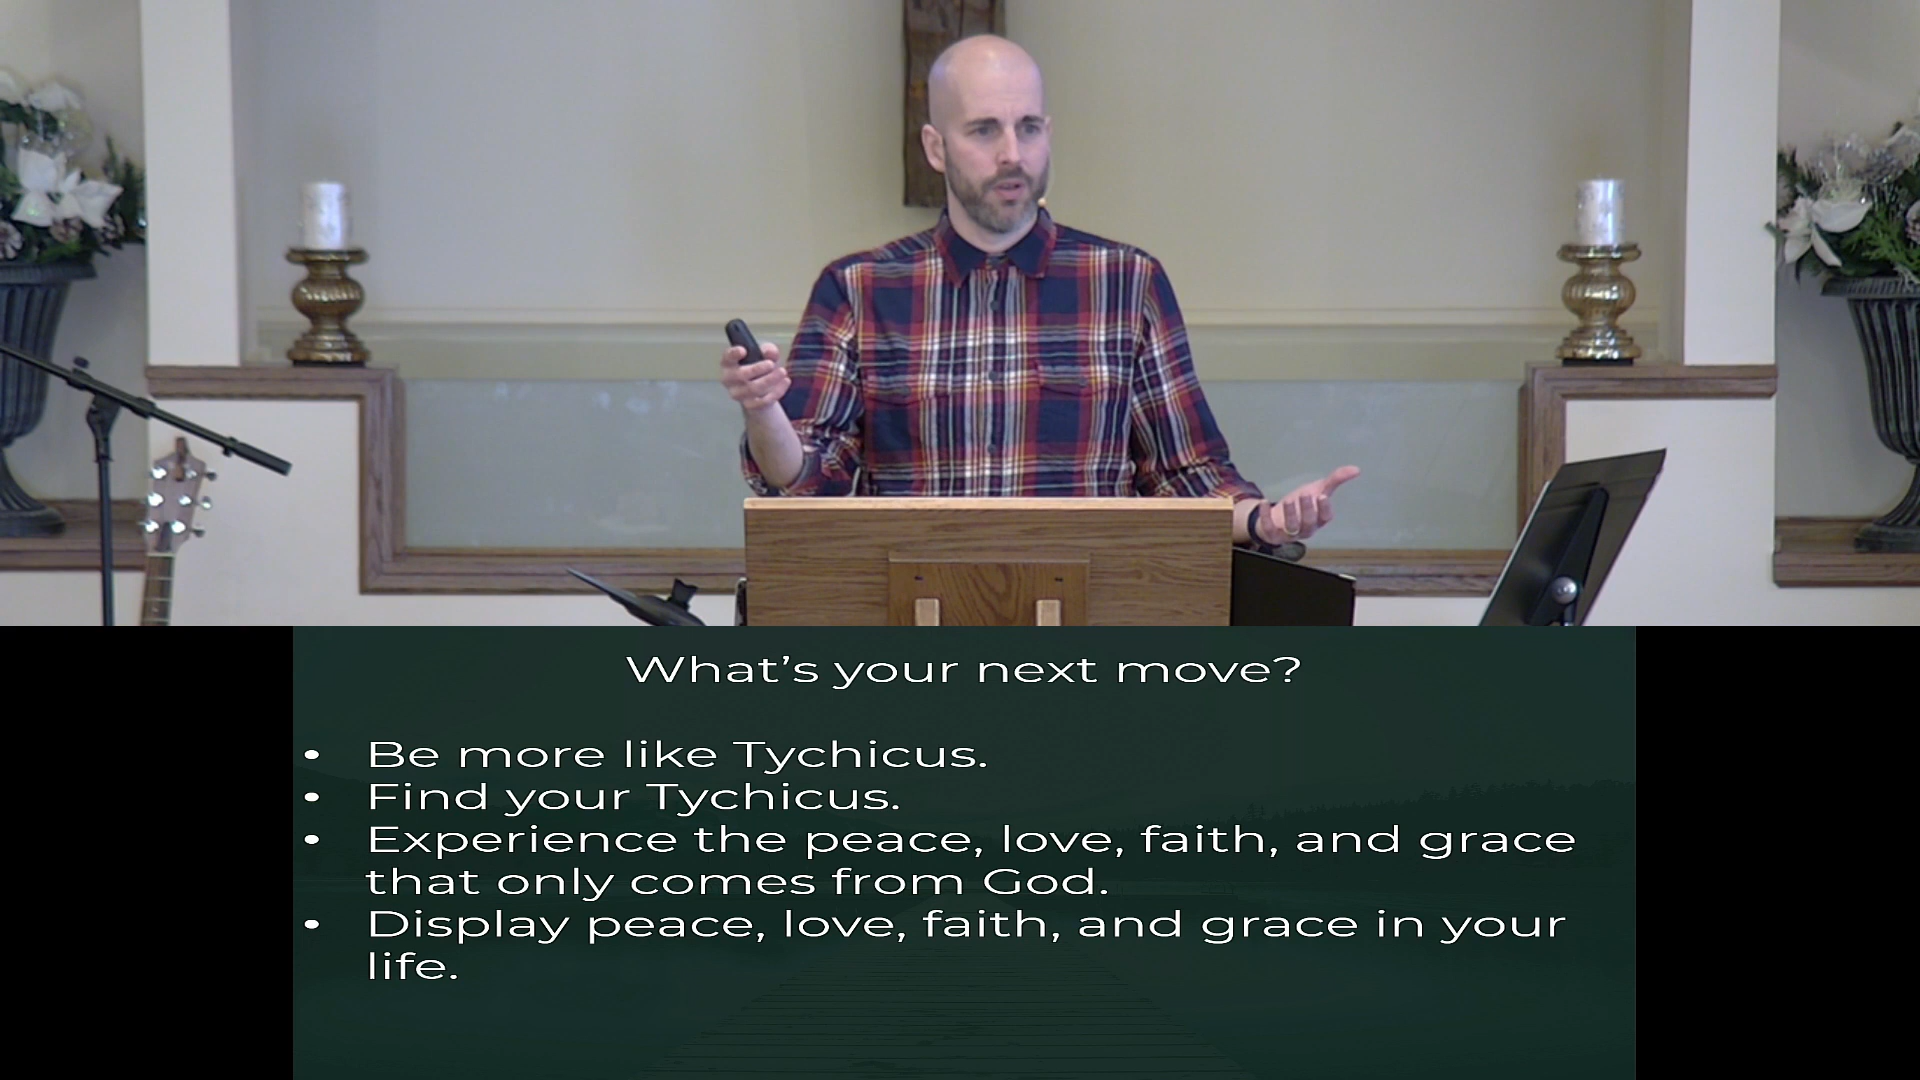 What’s your next move?
• Be more like Tychicus.
• Find your Tychicus.
• Experience the peace, love, faith, and grace
that only comes from God.
• Display peace, love, faith, and grace in your
life.